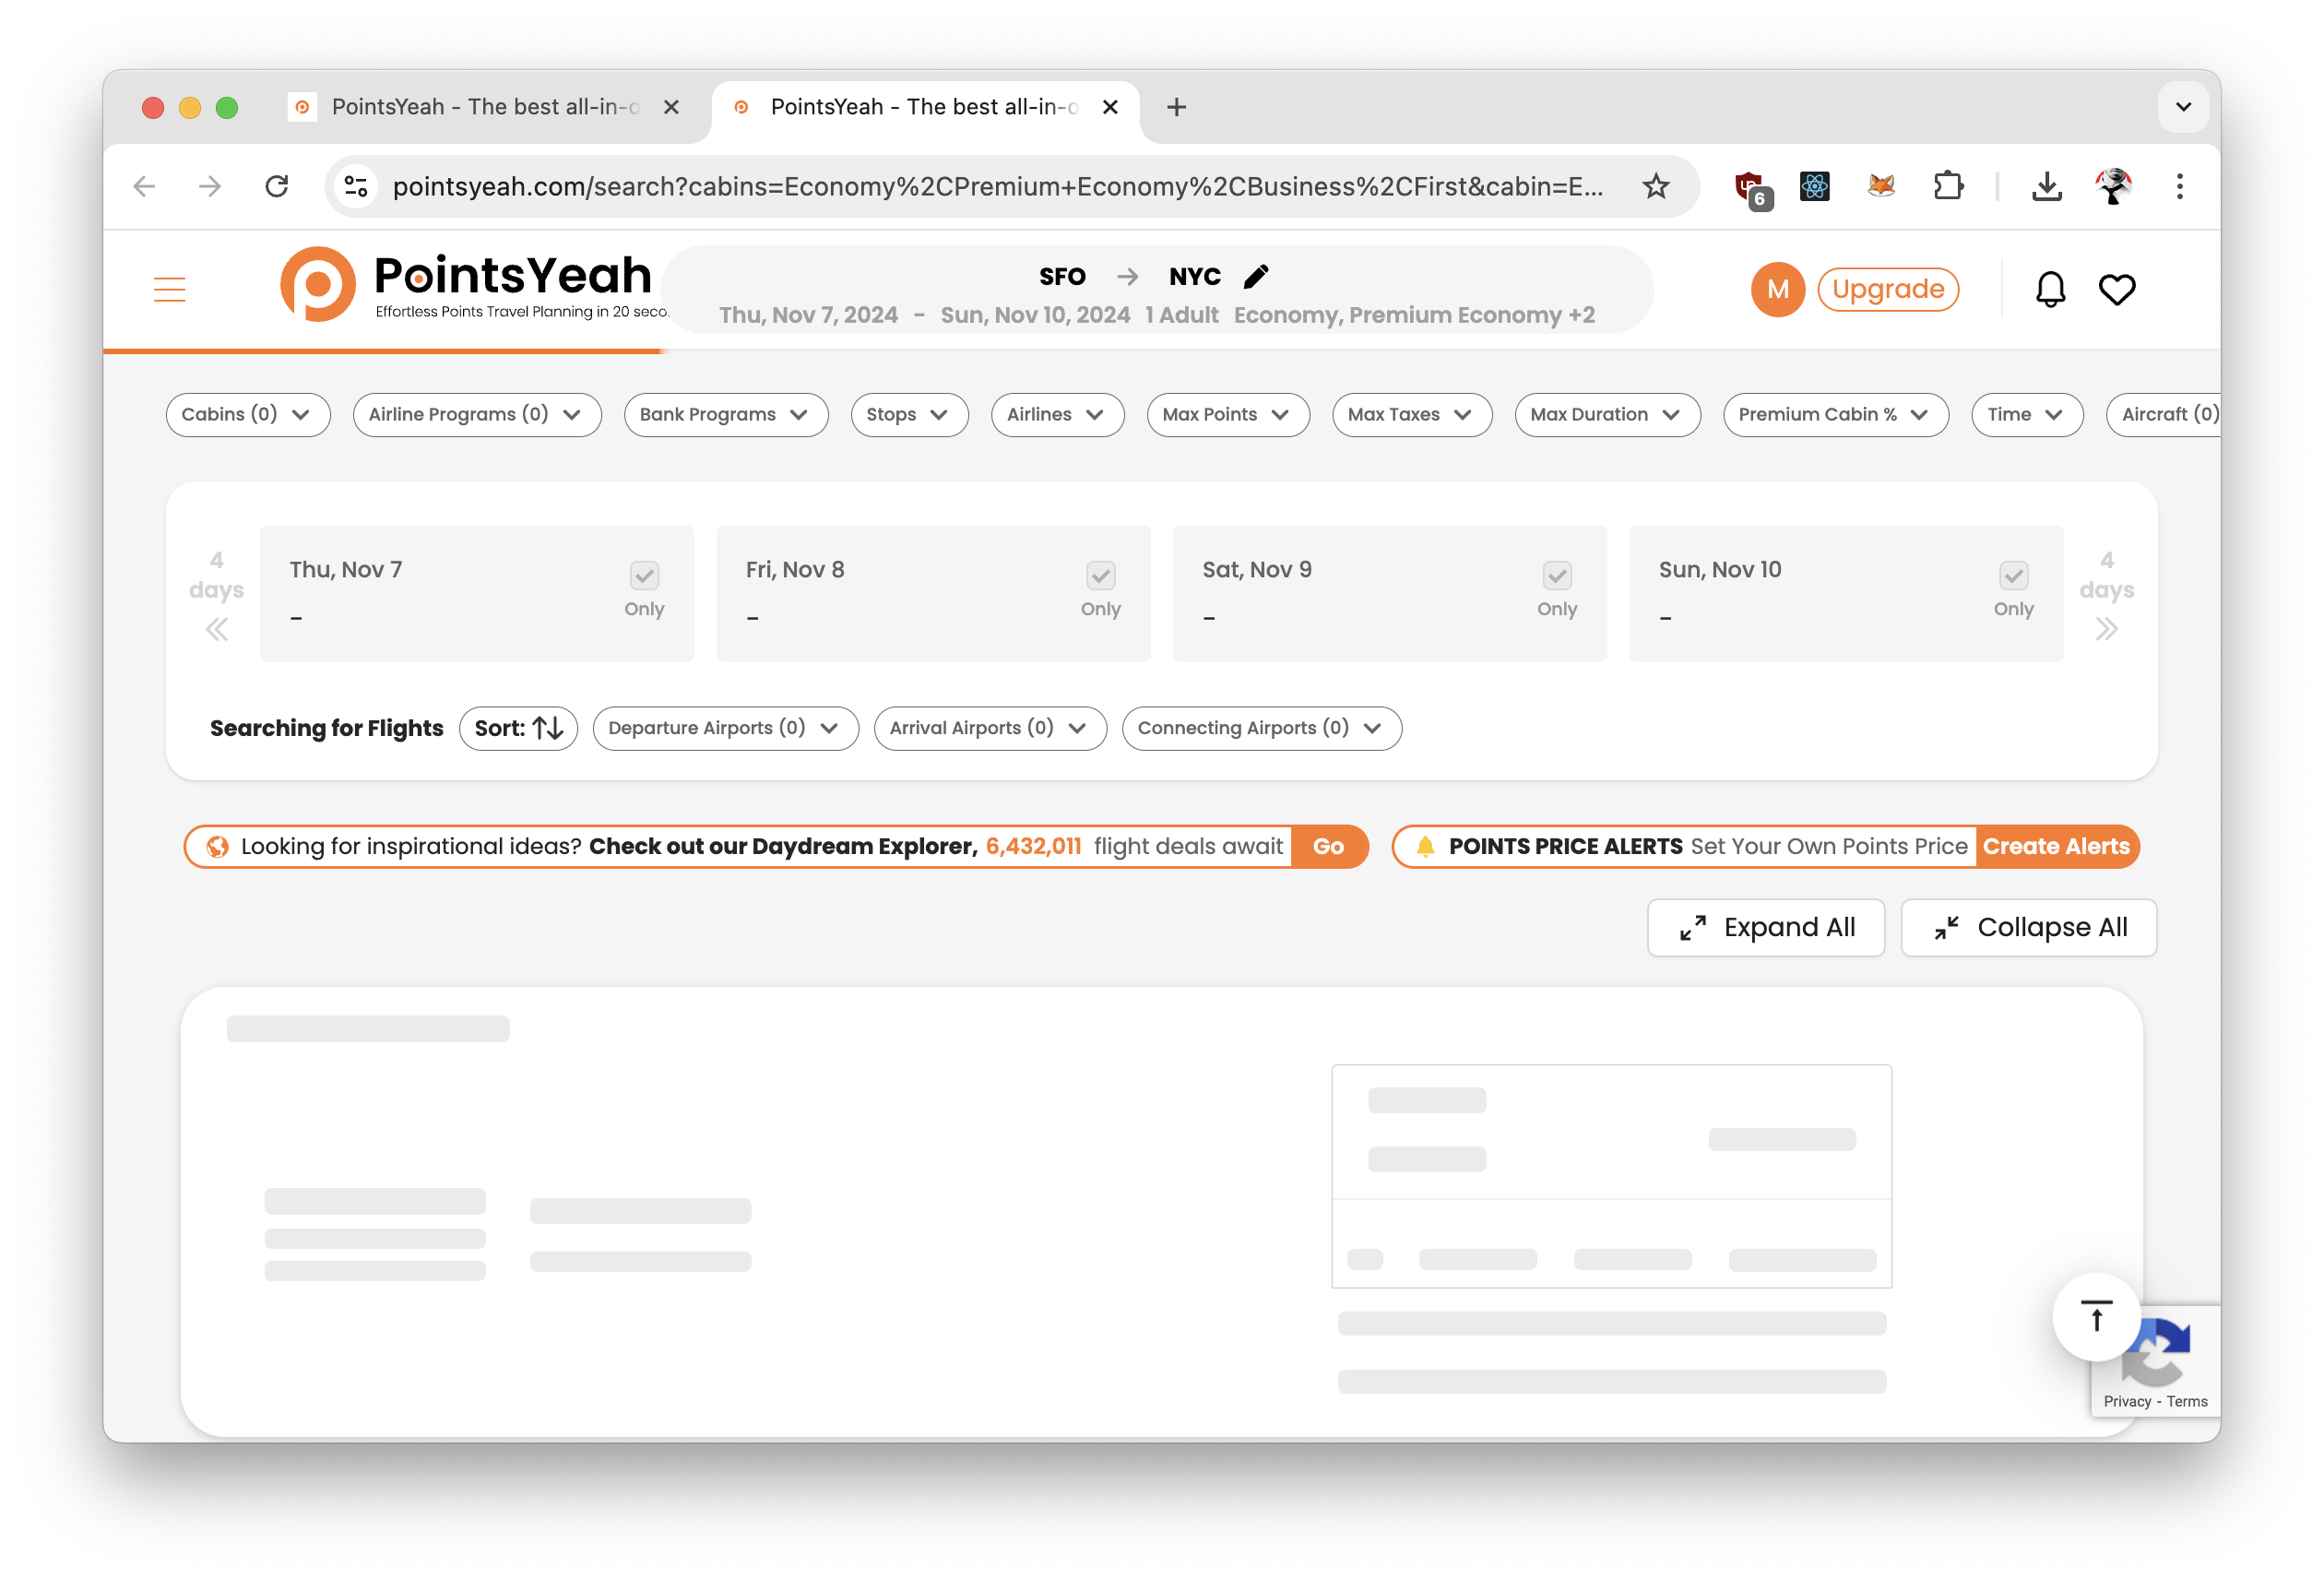 PointsYeah - The best all-in-o
PointsYeah - The best all-in-o
pointsyeah.com/search?cabins=Economy%2CPremium+Economy%2CBusiness%2CFirst&cabin=E...
6
PointsYeah
Effortless Points Travel Planning in 20 seco
SFO → NYC
Thu, Nov 7, 2024 - Sun, Nov 10, 2024 1 Adult Economy, Premium Economy +2
M Upgrade
Cabins (0) Airline Programs (0) Bank Programs Stops Airlines Max Points Max Taxes Max Duration Premium Cabin % Time Aircraft (0)
4 days
Thu, Nov 7
-
Only
Fri, Nov 8
-
Only
Sat, Nov 9
-
Only
Sun, Nov 10
-
Only
4 days
Searching for Flights Sort: Departure Airports (0) Arrival Airports (0) Connecting Airports (0)
Looking for inspirational ideas? Check out our Daydream Explorer, 6,432,011 flight deals await Go
POINTS PRICE ALERTS Set Your Own Points Price Create Alerts
Expand All Collapse All
Privacy - Terms